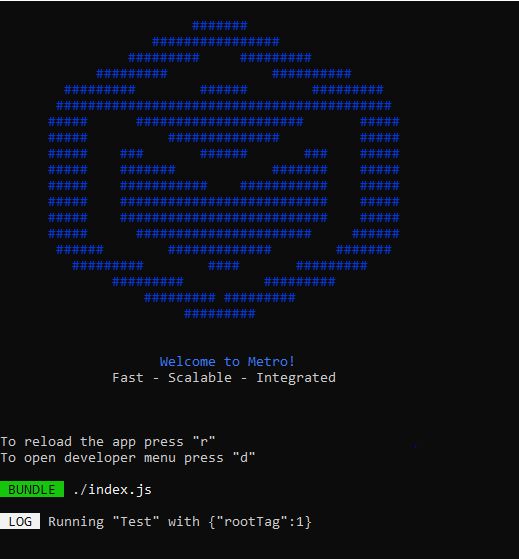 Welcome to Metro!
Fast - Scalable - Integrated
To reload the app press "r"
To open developer menu press "d"
BUNDLE ./index.js
LOG Running "Test" with {"rootTag":1}